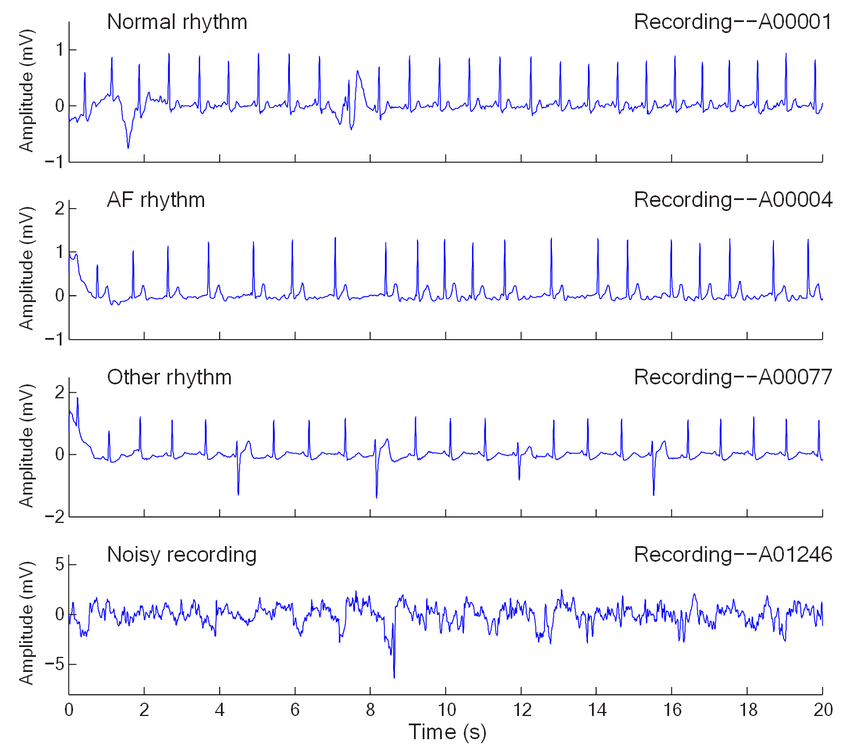 Normal rhythm Recording−−A00001
Amplitude (mV)
1
0
−1
AF rhythm Recording−−A00004
Amplitude (mV)
2
1
0
−1
Other rhythm Recording−−A00077
Amplitude (mV)
2
0
−2
Noisy recording Recording−−A01246
Amplitude (mV)
5
0
−5
0 2 4 6 8 10 12 14 16 18 20
Time (s)